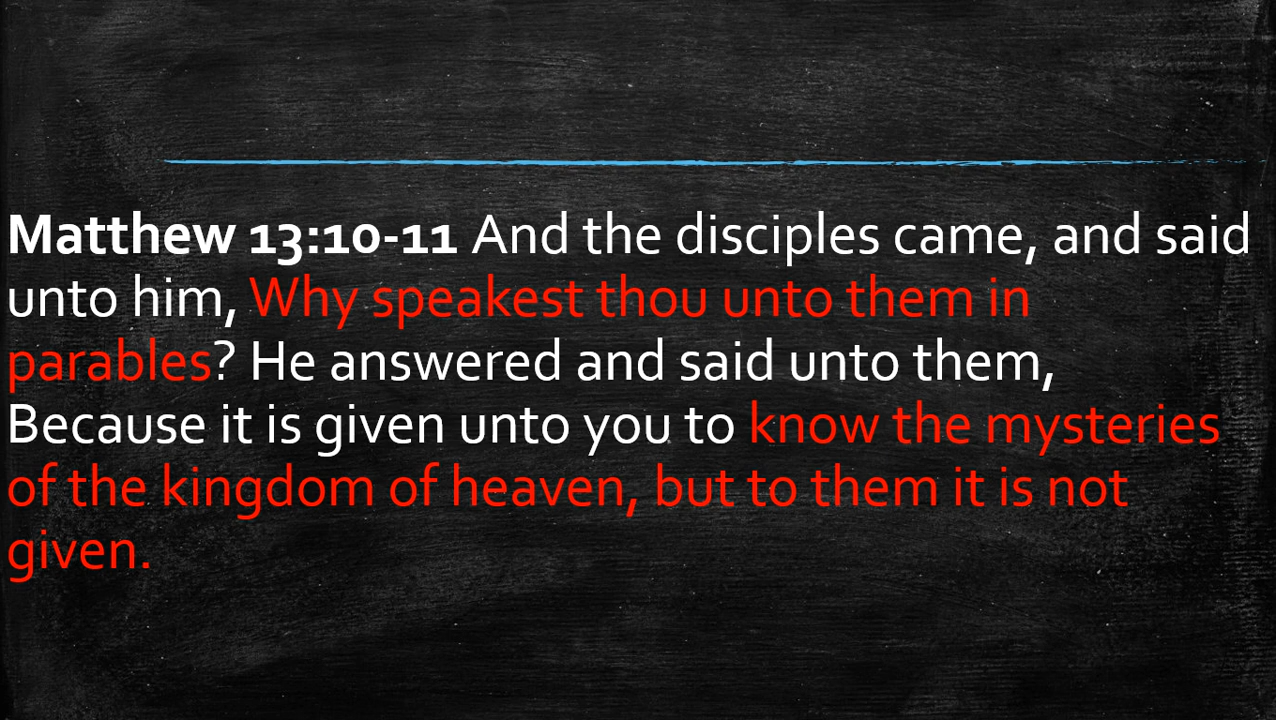 Matthew 13:10-11 And the disciples came, and said
unto him, Why speakest thou unto them in
parables? He answered and said unto them,
Because it is given unto you to know the mysteries
of the kingdom of heaven, but to them it is not
given.